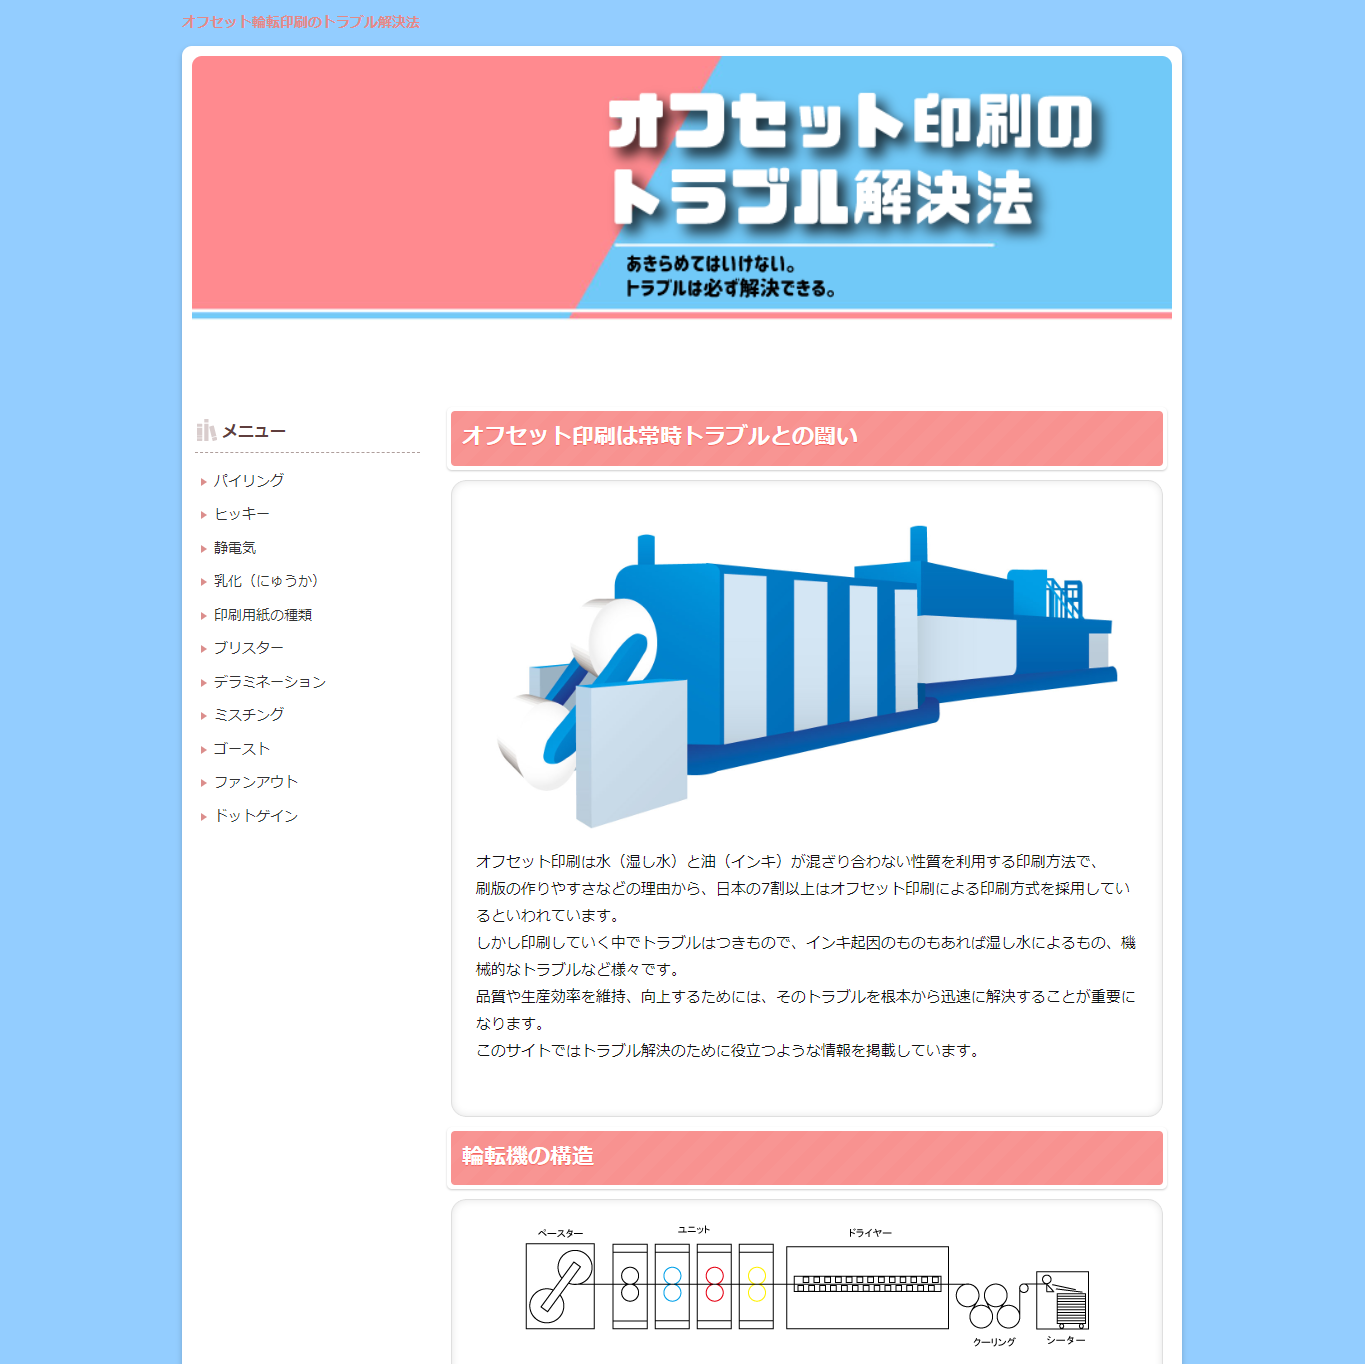 オフセット輪転印刷のトラブル解決法
オフセット印刷の
トラブル解決法
あきらめてはいけない。
トラブルは必ず解決できる。
メニュー
パイリング
ヒッキー
静電気
乳化（にゅうか）
印刷用紙の種類
ブリスター
デラミネーション
ミスチング
ゴースト
ファンアウト
ドットゲイン
オフセット印刷は常時トラブルとの闘い
オフセット印刷は水（湿し水）と油（インキ）が混ざり合わない性質を利用する印刷方法で、
刷版の作りやすさなどの理由から、日本の7割以上はオフセット印刷による印刷方式を採用してい
るといわれています。
しかし印刷していく中でトラブルはつきもので、インキ起因のものもあれば湿し水によるもの、機
械的なトラブルなど様々です。
品質や生産効率を維持、向上するためには、そのトラブルを根本から迅速に解決することが重要に
なります。
このサイトではトラブル解決のために役立つような情報を掲載しています。
輪転機の構造
ペースター
ユニット
ドライヤー
クーリング
シーター